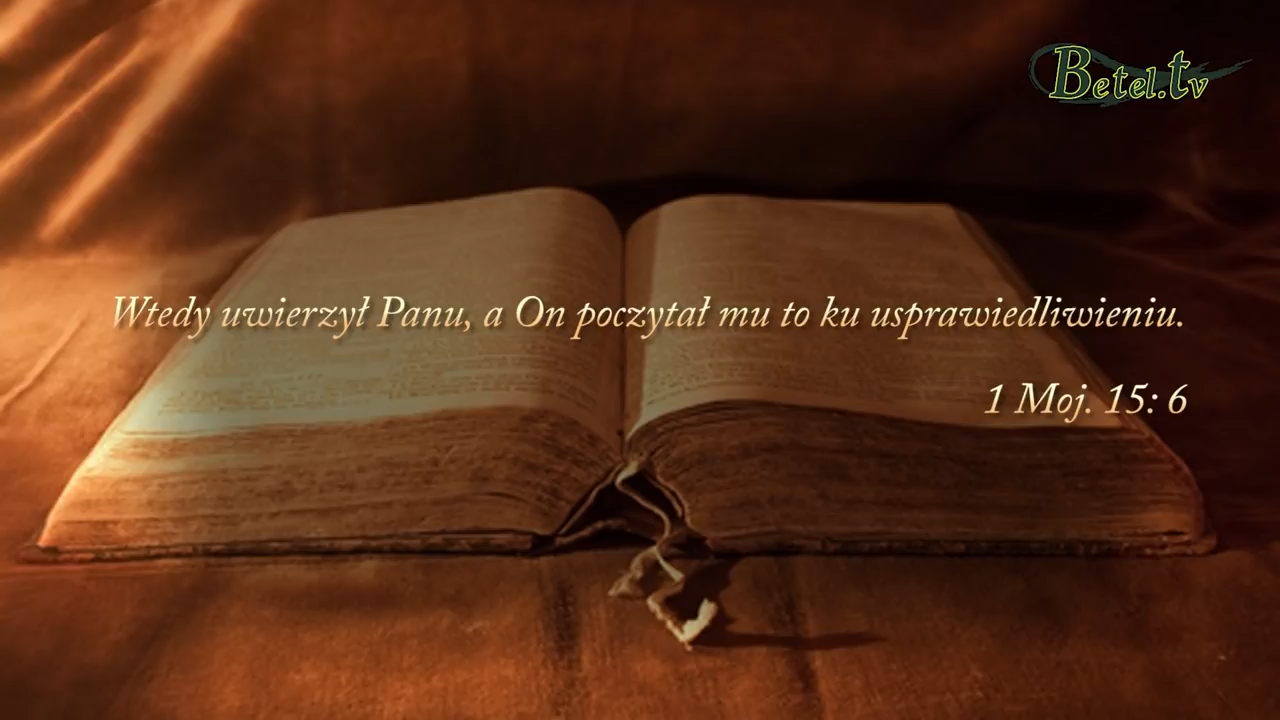 Betel.tv
Wtedy uwierzył Panu, a On poczytał mu to ku usprawiedliwieniu.
1 Moj. 15: 6